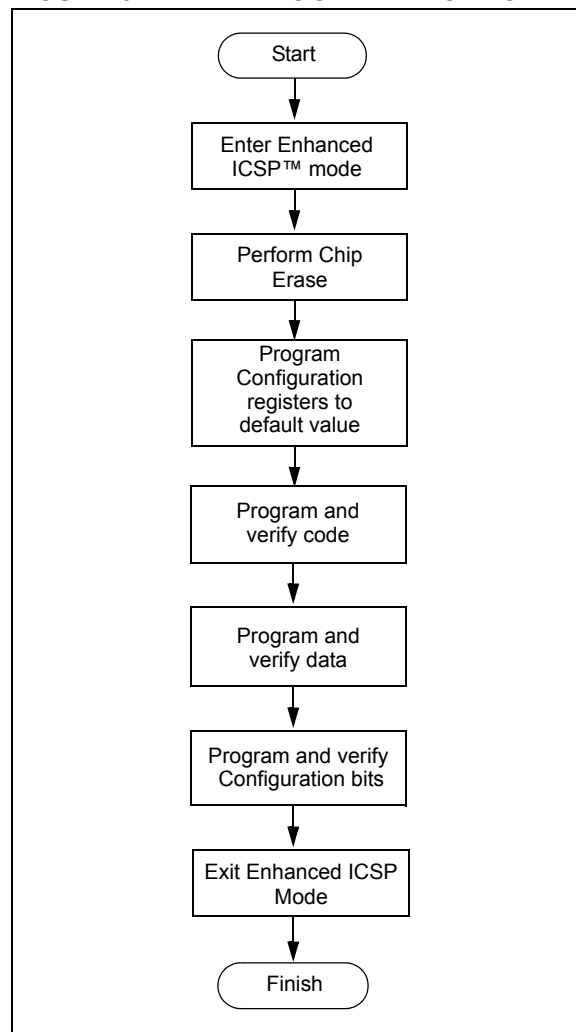 Start
Enter Enhanced
ICSP™ mode
Perform Chip
Erase
Program
Configuration
registers to
default value
Program and
verify code
Program and
verify data
Program and verify
Configuration bits
Exit Enhanced ICSP
Mode
Finish